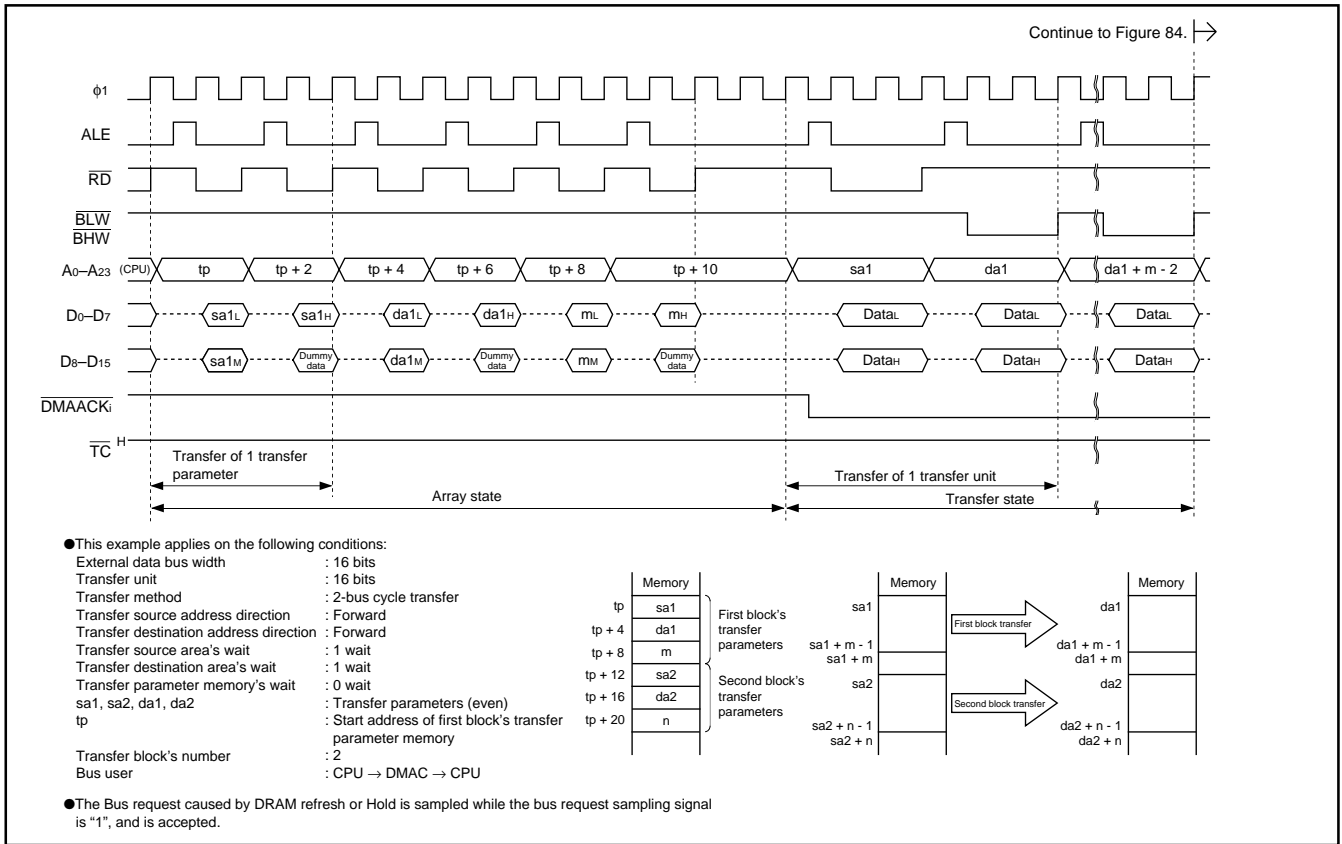 Continue to Figure 84.
φ1
ALE
RD
BLW
BHW
A0–A23 (CPU) tp tp + 2 tp + 4 tp + 6 tp + 8 tp + 10 sa1 da1 da1 + m - 2
D0–D7 sa1L sa1H da1L da1H mL mH DataL DataL DataL
D8–D15 sa1M Dummy data da1M Dummy data mM Dummy data DataH DataH DataH
DMAACKi
TC H
Transfer of 1 transfer
parameter
Transfer of 1 transfer unit
Array state
Transfer state
●This example applies on the following conditions:
External data bus width : 16 bits
Transfer unit : 16 bits
Transfer method : 2-bus cycle transfer
Transfer source address direction : Forward
Transfer destination address direction : Forward
Transfer source area's wait : 1 wait
Transfer destination area's wait : 1 wait
Transfer parameter memory's wait : 0 wait
sa1, sa2, da1, da2 : Transfer parameters (even)
tp : Start address of first block's transfer
parameter memory
Transfer block's number : 2
Bus user : CPU → DMAC → CPU
●The Bus request caused by DRAM refresh or Hold is sampled while the bus request sampling signal
is “1”, and is accepted.
Memory
tp sa1
tp + 4 da1
tp + 8 m
tp + 12 sa2
tp + 16 da2
tp + 20 n
First block's
transfer
parameters
Second block's
transfer
parameters
Memory
sa1
sa1 + m - 1
sa1 + m
sa2
sa2 + n - 1
sa2 + n
First block transfer
Second block transfer
Memory
da1
da1 + m - 1
da1 + m
da2
da2 + n - 1
da2 + n